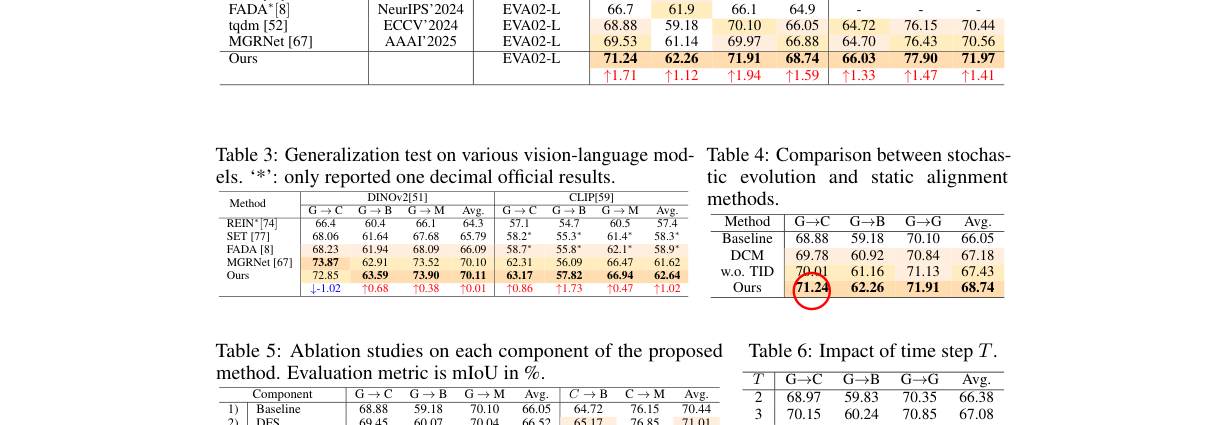 FADA*[8] NeurIPS'2024 EVA02-L 66.7 61.9 66.1 64.9 - - -
tqdm [52] ECCV'2024 EVA02-L 68.88 59.18 70.10 66.05 64.72 76.15 70.44
MGRNet [67] AAAI'2025 EVA02-L 69.53 61.14 69.97 66.88 64.70 76.43 70.56
Ours EVA02-L 71.24 62.26 71.91 68.74 66.03 77.90 71.97
↑1.71 ↑1.12 ↑1.94 ↑1.59 ↑1.33 ↑1.47 ↑1.41
Table 3: Generalization test on various vision-language mod-
els. '*': only reported one decimal official results.
Method DINOv2[51] CLIP[59]
G→C G→B G→M Avg. G→C G→B G→M Avg.
REIN*[74] 66.4 60.4 66.1 64.3 57.1 54.7 60.5 57.4
SET [77] 68.06 61.64 67.68 65.79 58.2* 55.3* 61.4* 58.3*
FADA [8] 68.23 61.94 68.09 66.09 58.7* 55.8* 62.1* 58.9*
MGRNet [67] 73.87 62.91 73.52 70.10 62.31 56.09 66.47 61.62
Ours 72.85 63.59 73.90 70.11 63.17 57.82 66.94 62.64
↓-1.02 ↑0.68 ↑0.38 ↑0.01 ↑0.86 ↑1.73 ↑0.47 ↑1.02
Table 4: Comparison between stochas-
tic evolution and static alignment
methods.
Method G→C G→B G→G Avg.
Baseline 68.88 59.18 70.10 66.05
DCM 69.78 60.92 70.84 67.18
w.o. TID 70.01 61.16 71.13 67.43
Ours 71.24 62.26 71.91 68.74
Table 5: Ablation studies on each component of the proposed
method. Evaluation metric is mIoU in %.
Component G→C G→B G→M Avg. C→B C→M Avg.
1) Baseline 68.88 59.18 70.10 66.05 64.72 76.15 70.44
2) DES 69.45 60.07 70.04 66.52 65.17 76.85 71.01
Table 6: Impact of time step T.
T G→C G→B G→G Avg.
2 68.97 59.83 70.35 66.38
3 70.15 60.24 70.85 67.08